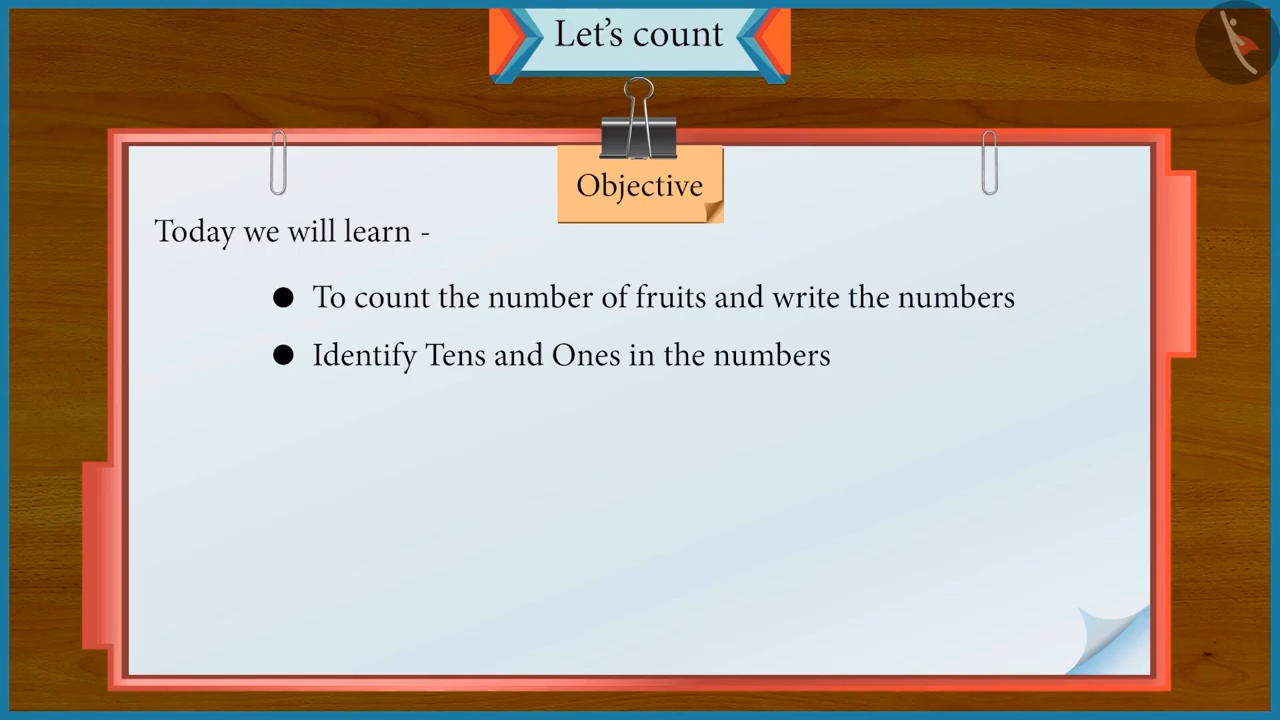 Let's count
Objective
Today we will learn -
● To count the number of fruits and write the numbers
● Identify Tens and Ones in the numbers